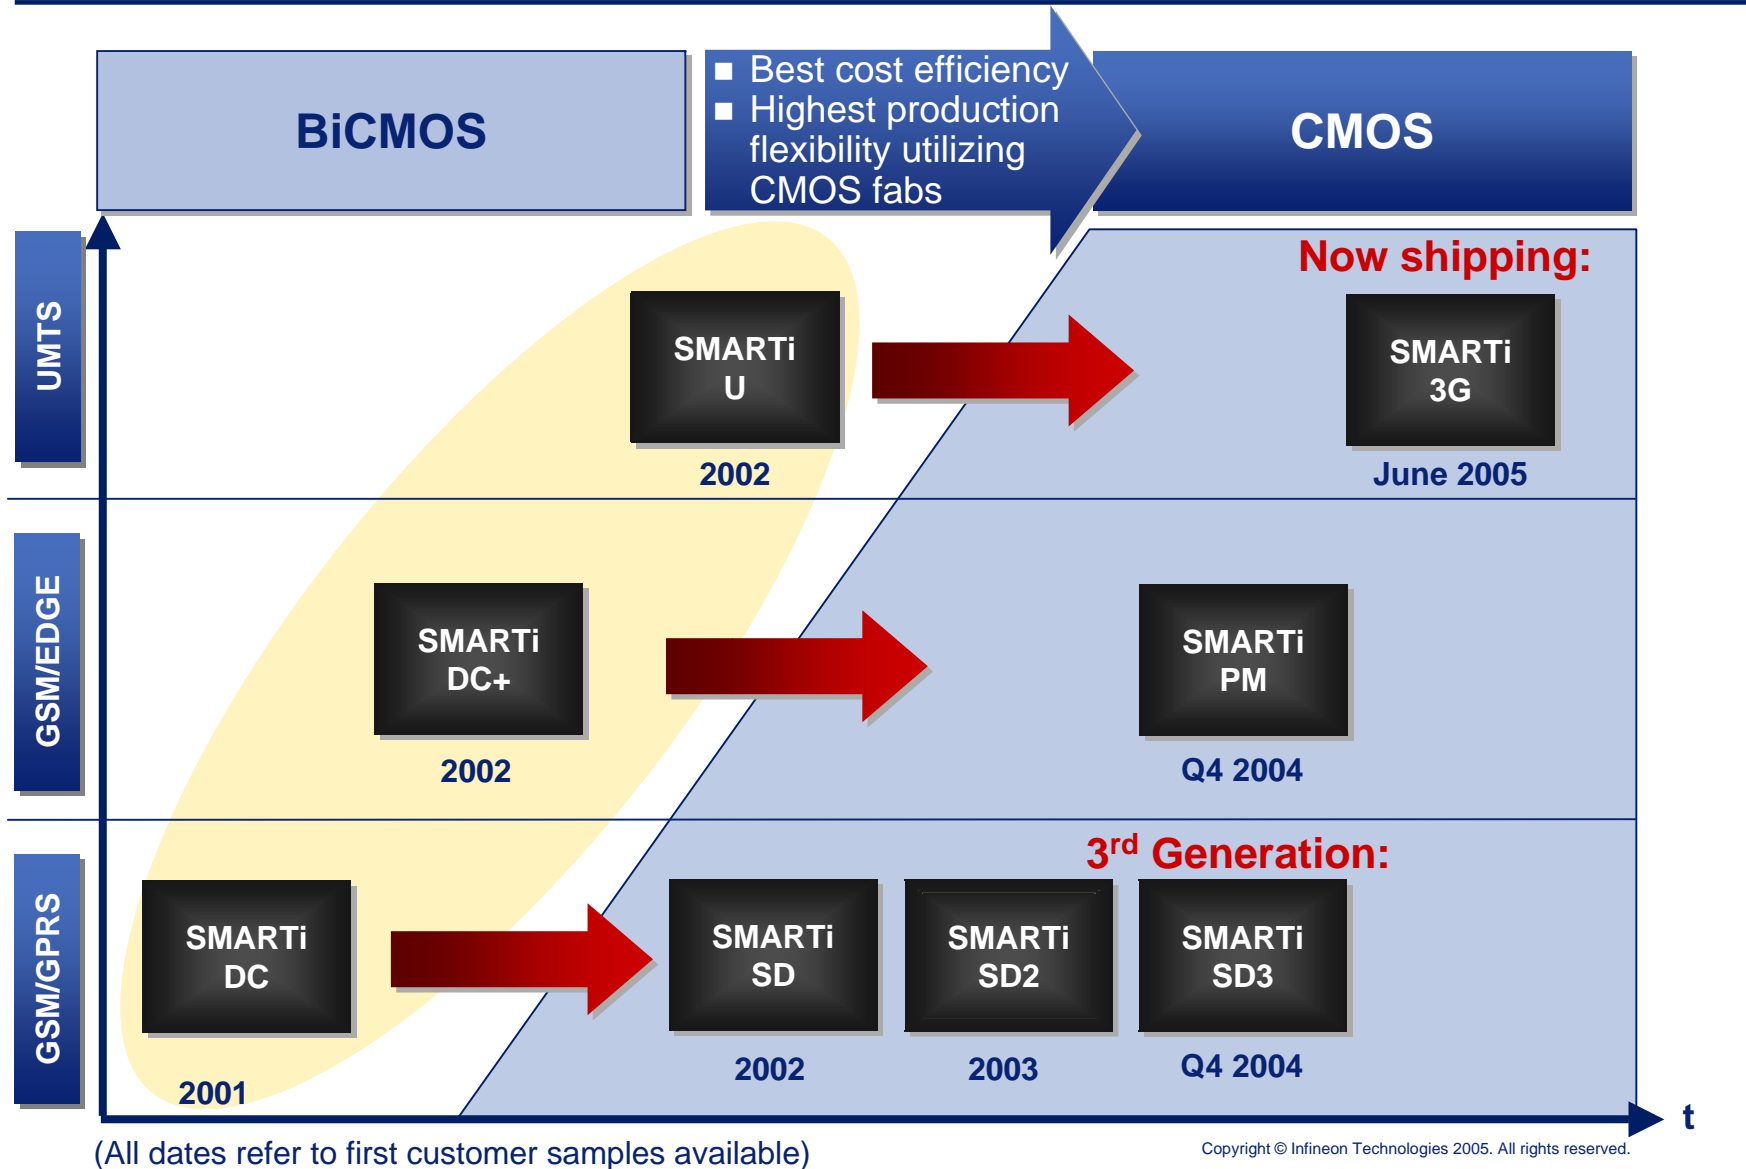 BiCMOS
Best cost efficiency
Highest production
flexibility utilizing
CMOS fabs
CMOS
UMTS
Now shipping:
SMARTi
U
2002
SMARTi
3G
June 2005
GSM/EDGE
SMARTi
DC+
2002
SMARTi
PM
Q4 2004
GSM/GPRS
3rd Generation:
SMARTi
DC
2001
SMARTi
SD
2002
SMARTi
SD2
2003
SMARTi
SD3
Q4 2004
t
(All dates refer to first customer samples available)
Copyright © Infineon Technologies 2005. All rights reserved.